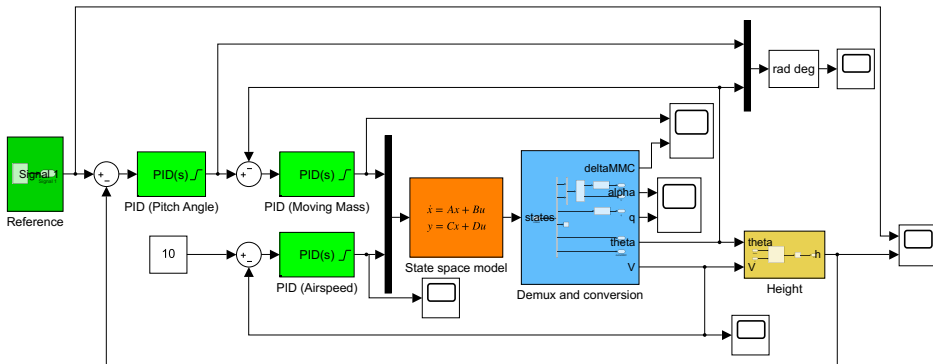 rad deg
Signal 1
Reference
PID(s)
PID (Pitch Angle)
PID(s)
PID (Moving Mass)
10
PID(s)
PID (Airspeed)
ẋ = Ax + Bu
y = Cx + Du
State space model
states
deltaMMC
alpha
q
theta
V
Demux and conversion
theta
V
h
Height